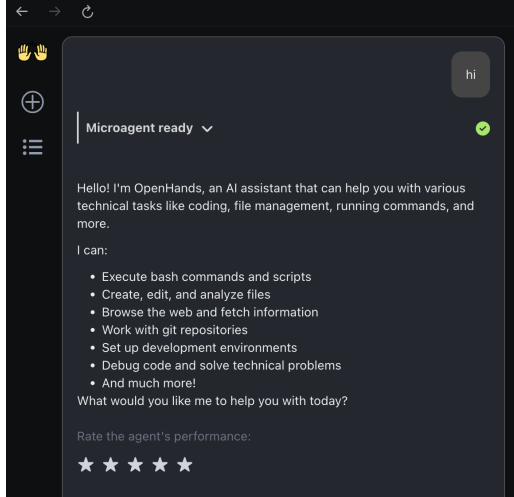 hi
Microagent ready
Hello! I'm OpenHands, an AI assistant that can help you with various
technical tasks like coding, file management, running commands, and
more.
I can:
• Execute bash commands and scripts
• Create, edit, and analyze files
• Browse the web and fetch information
• Work with git repositories
• Set up development environments
• Debug code and solve technical problems
• And much more!
What would you like me to help you with today?
Rate the agent's performance: